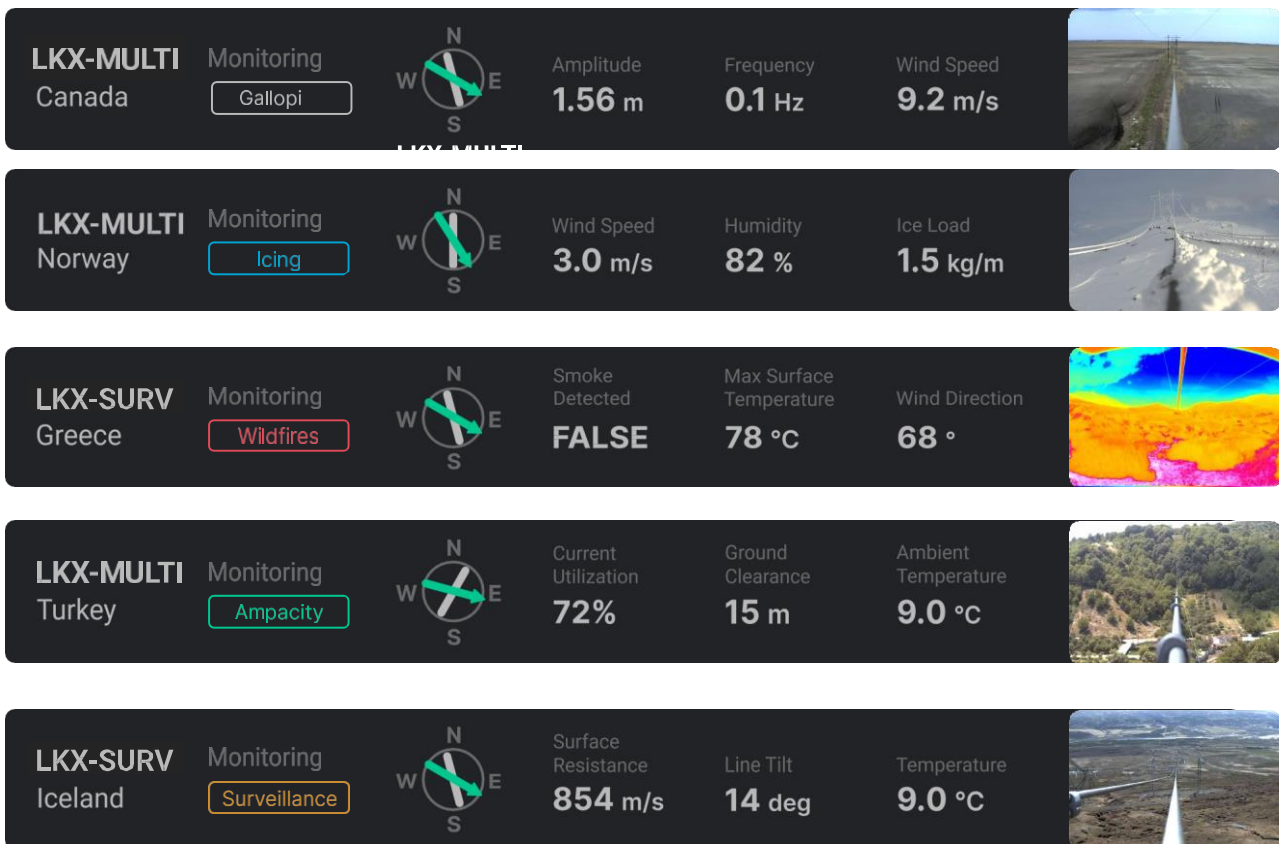 LKX-MULTI
Canada
Monitoring
Gallopi
N
W E
S
Amplitude
1.56 m
Frequency
0.1 Hz
Wind Speed
9.2 m/s
LKX-MULTI
LKX-MULTI
Norway
Monitoring
Icing
N
W E
S
Wind Speed
3.0 m/s
Humidity
82 %
Ice Load
1.5 kg/m
LKX-SURV
Greece
Monitoring
Wildfires
N
W E
S
Smoke
Detected
FALSE
Max Surface
Temperature
78 °C
Wind Direction
68 °
LKX-MULTI
Turkey
Monitoring
Ampacity
N
W E
S
Current
Utilization
72%
Ground
Clearance
15 m
Ambient
Temperature
9.0 °C
LKX-SURV
Iceland
Monitoring
Surveillance
N
W E
S
Surface
Resistance
854 m/s
Line Tilt
14 deg
Temperature
9.0 °C